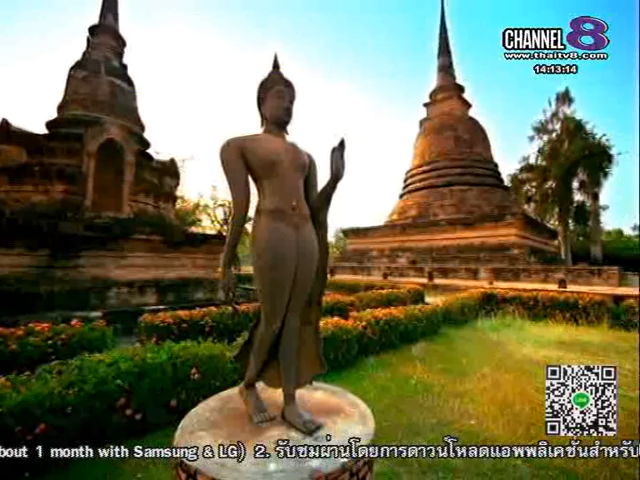 CHANNEL 8
www.thaitv8.com
14:13:14
LINE
bout 1 month with Samsung & LG) 2. รับชมผ่านโดยการดาวน์โหลดแอพพลิเคชันสำหรับ